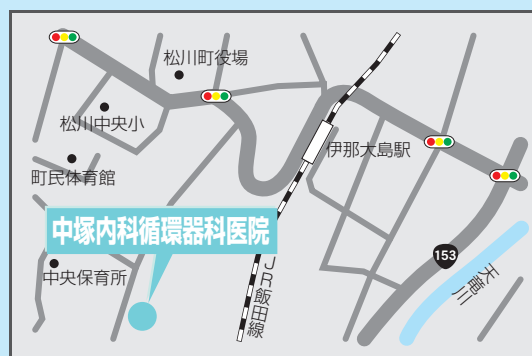 松川町役場
松川中央小
伊那大島駅
町民体育館
中塚内科循環器科医院
中央保育所
JR飯田線
153
天竜川